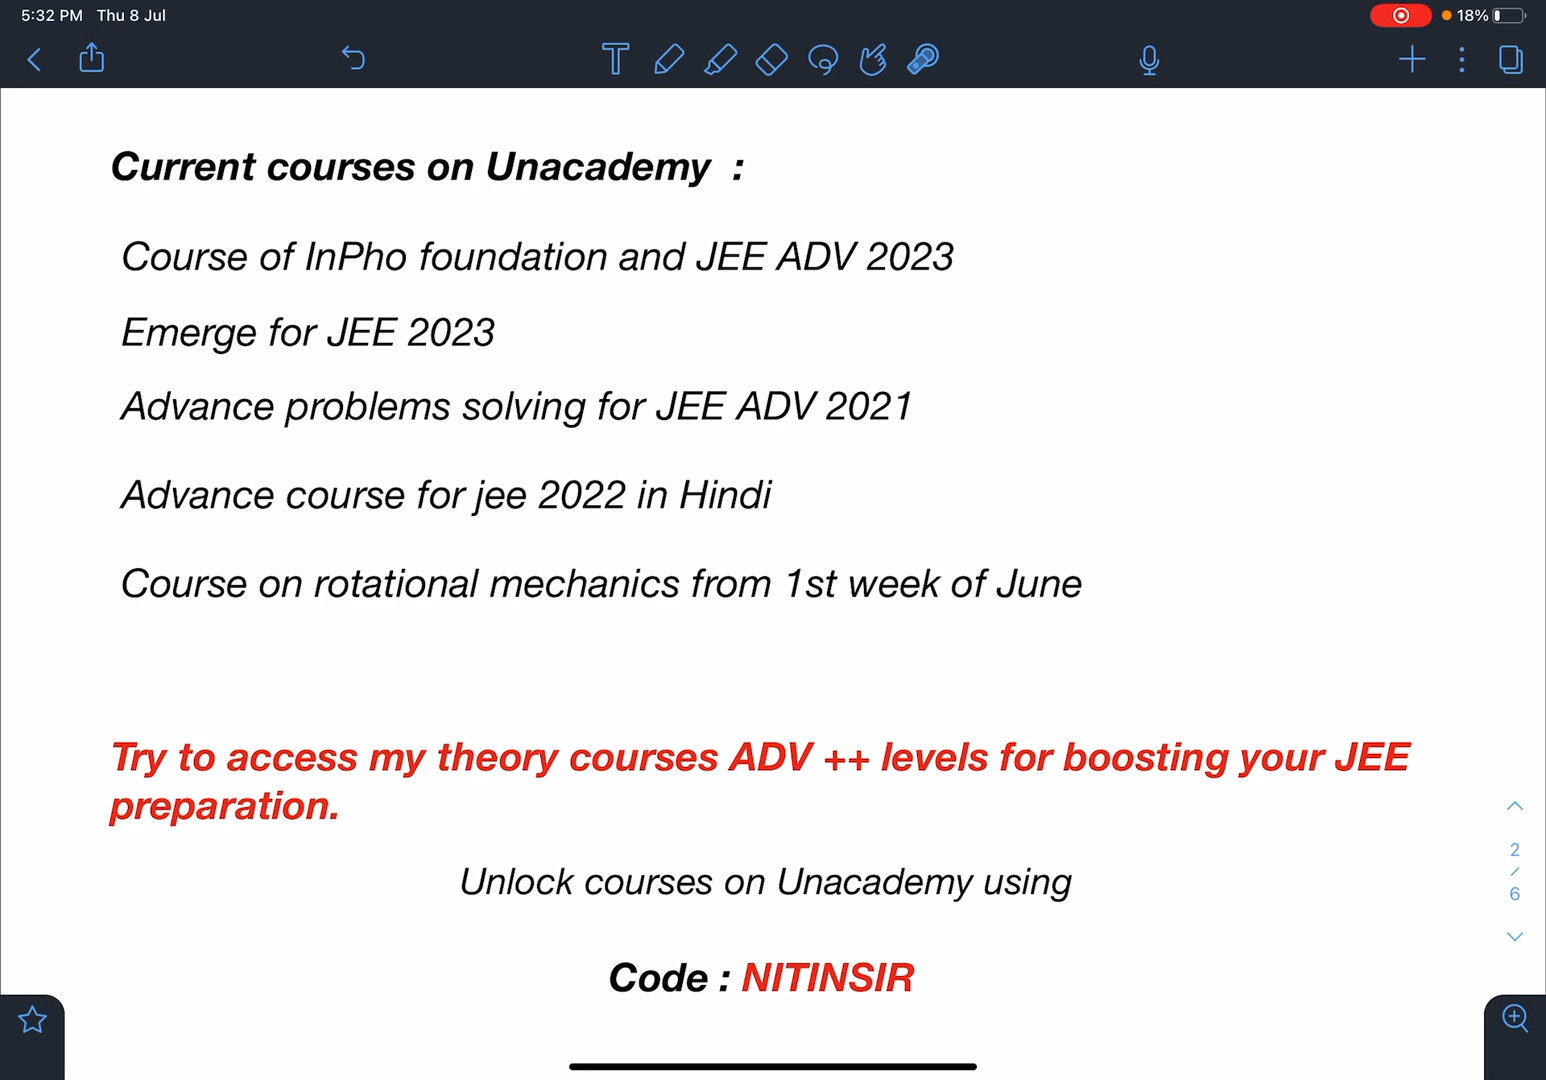 5:32 PM Thu 8 Jul
18%
Current courses on Unacademy :
Course of InPho foundation and JEE ADV 2023
Emerge for JEE 2023
Advance problems solving for JEE ADV 2021
Advance course for jee 2022 in Hindi
Course on rotational mechanics from 1st week of June
Try to access my theory courses ADV ++ levels for boosting your JEE
preparation.
2
/
6
Unlock courses on Unacademy using
Code : NITINSIR